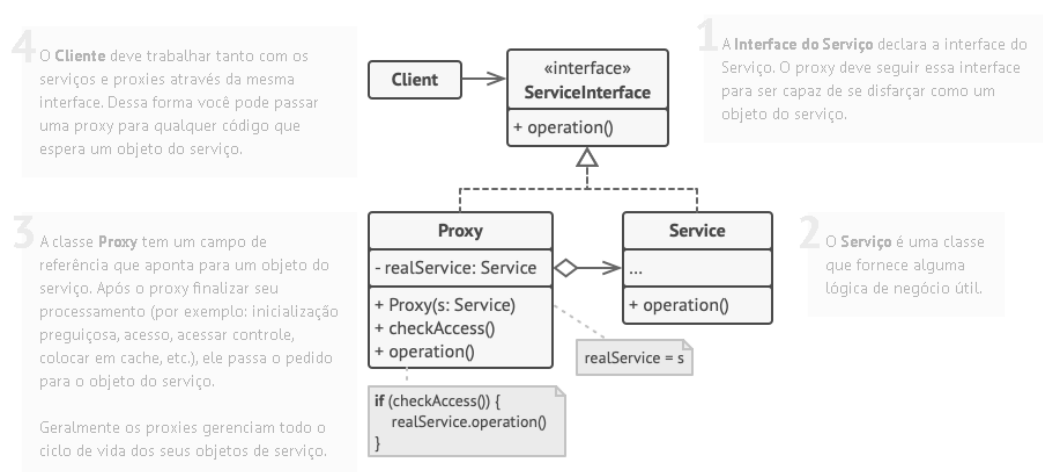 4
O Cliente deve trabalhar tanto com os
serviços e proxies através da mesma
interface. Dessa forma você pode passar
uma proxy para qualquer código que
espera um objeto do serviço.
Client
«interface»
ServiceInterface
+ operation()
1
A Interface do Serviço declara a interface do
Serviço. O proxy deve seguir essa interface
para ser capaz de se disfarçar como um
objeto do serviço.
3
A classe Proxy tem um campo de
referência que aponta para um objeto do
serviço. Após o proxy finalizar seu
processamento (por exemplo: inicialização
preguiçosa, acesso, acessar controle,
colocar em cache, etc.), ele passa o pedido
para o objeto do serviço.
Geralmente os proxies gerenciam todo o
ciclo de vida dos seus objetos de serviço.
Proxy
- realService: Service
+ Proxy(s: Service)
+ checkAccess()
+ operation()
Service
...
+ operation()
2
O Serviço é uma classe
que fornece alguma
lógica de negócio útil.
realService = s
if (checkAccess()) {
realService.operation()
}